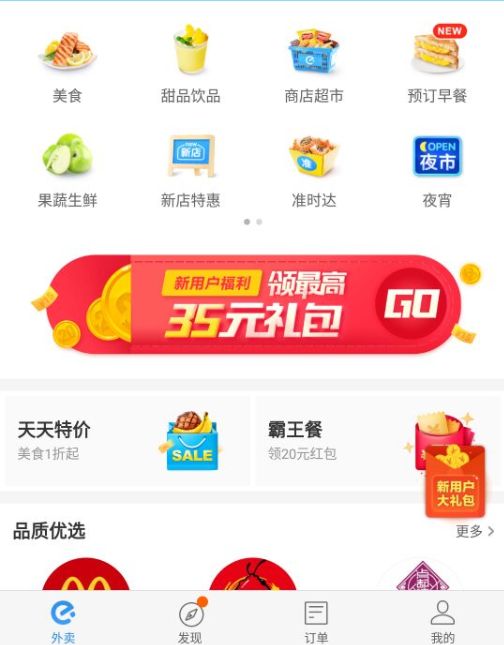 NEW
美食
甜品饮品
商店超市
预订早餐
new
新店
准
OPEN
夜市
果蔬生鲜
新店特惠
准时达
夜宵
新用户福利
领最高
35元礼包
GO
天天特价
美食1折起
SALE
霸王餐
领20元红包
新用户
大礼包
品质优选
更多
外卖
发现
订单
我的